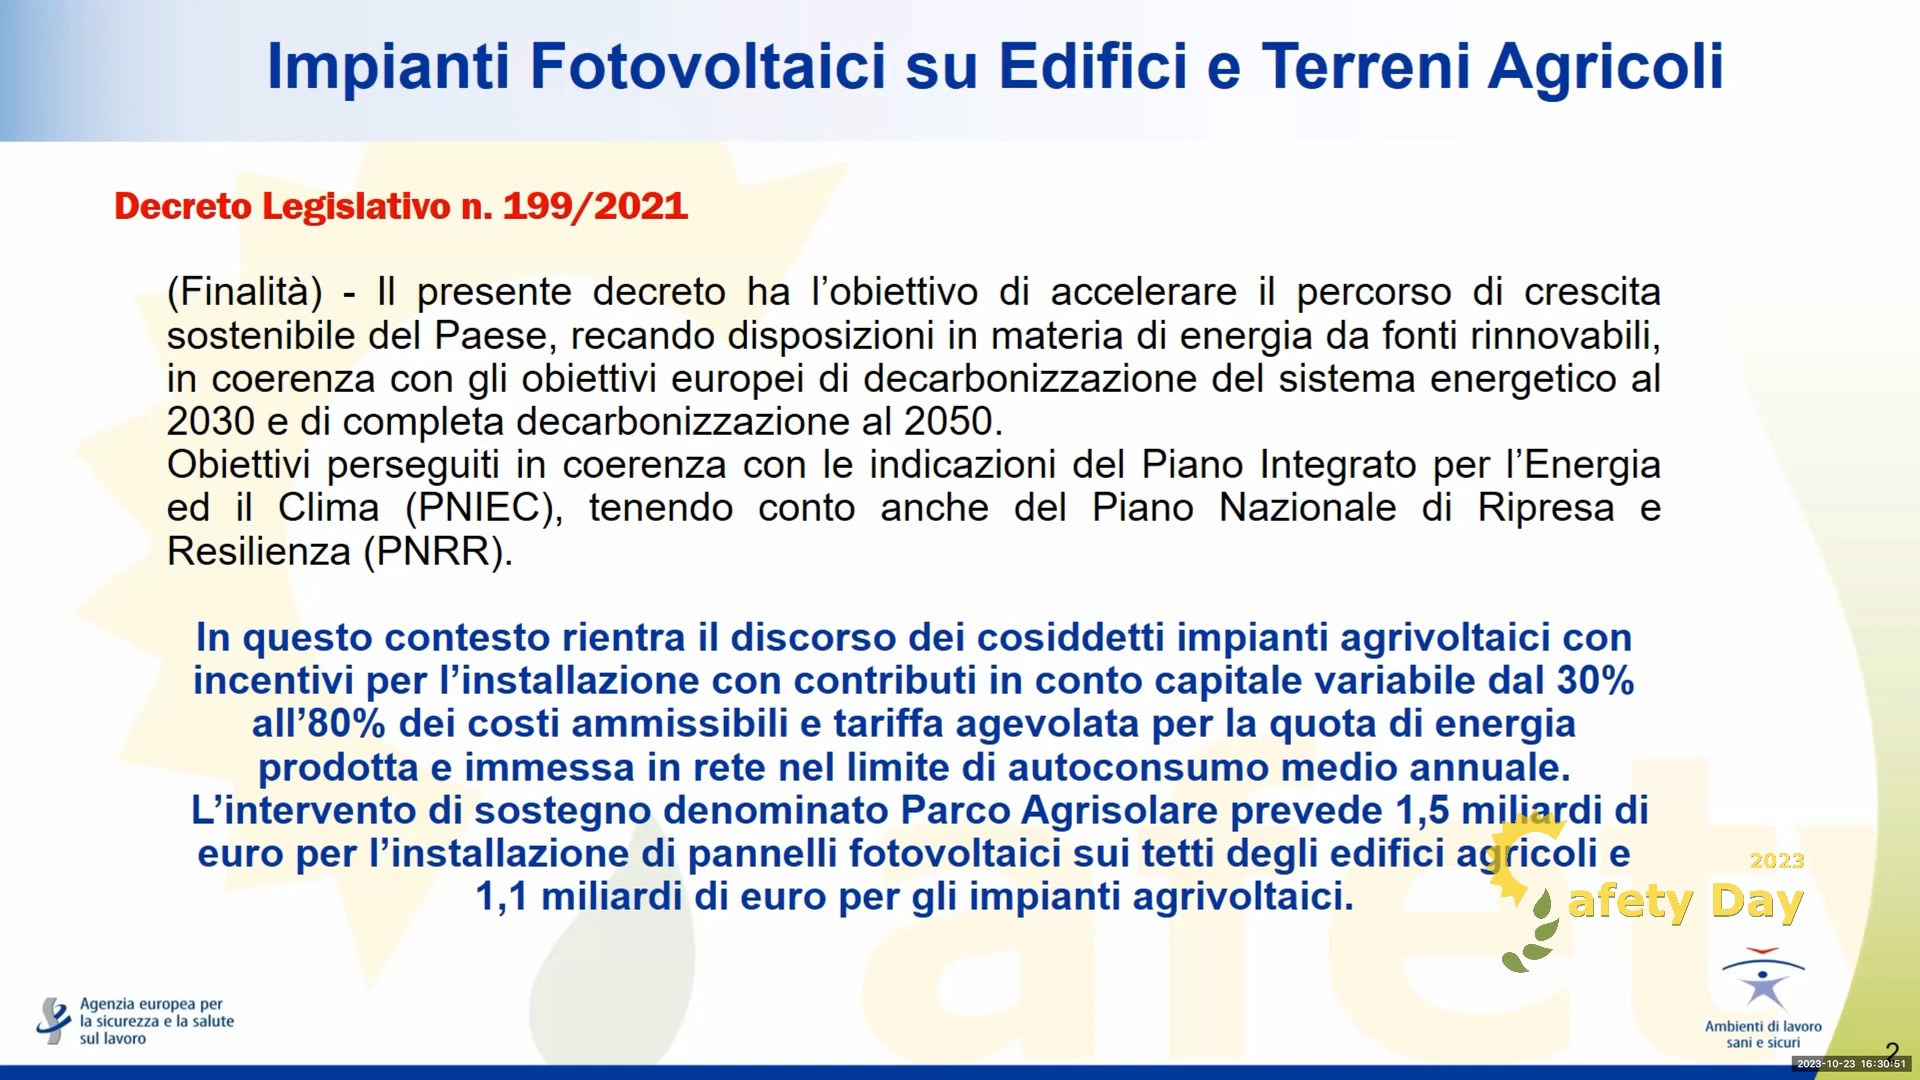 Impianti Fotovoltaici su Edifici e Terreni Agricoli
Decreto Legislativo n. 199/2021
(Finalità) - Il presente decreto ha l’obiettivo di accelerare il percorso di crescita
sostenibile del Paese, recando disposizioni in materia di energia da fonti rinnovabili,
in coerenza con gli obiettivi europei di decarbonizzazione del sistema energetico al
2030 e di completa decarbonizzazione al 2050.
Obiettivi perseguiti in coerenza con le indicazioni del Piano Integrato per l’Energia
ed il Clima (PNIEC), tenendo conto anche del Piano Nazionale di Ripresa e
Resilienza (PNRR).
In questo contesto rientra il discorso dei cosiddetti impianti agrivoltaici con
incentivi per l’installazione con contributi in conto capitale variabile dal 30%
all’80% dei costi ammissibili e tariffa agevolata per la quota di energia
prodotta e immessa in rete nel limite di autoconsumo medio annuale.
L’intervento di sostegno denominato Parco Agrisolare prevede 1,5 miliardi di
euro per l’installazione di pannelli fotovoltaici sui tetti degli edifici agricoli e
1,1 miliardi di euro per gli impianti agrivoltaici.
2023
afety Day
Agenzia europea per
la sicurezza e la salute
sul lavoro
Ambienti di lavoro
sani e sicuri
2
2023-10-23 16:30:51
afety